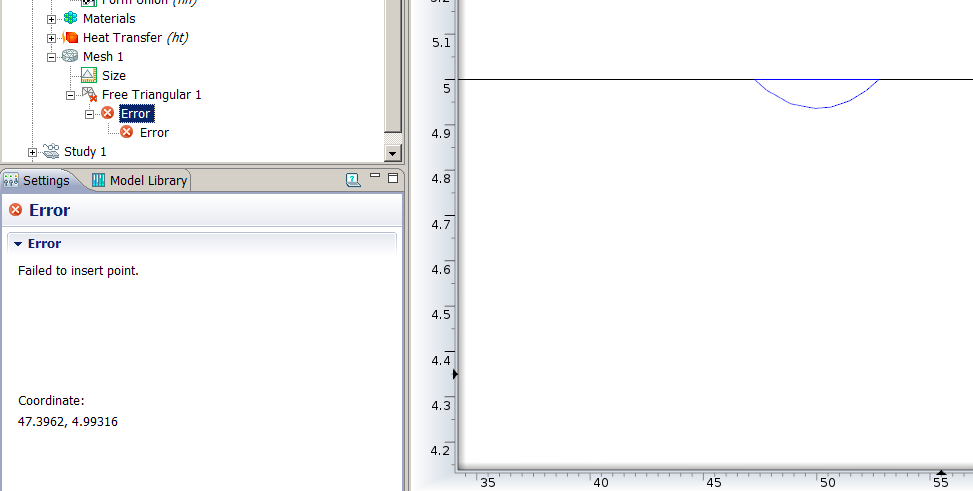 Form Union (fin)
Materials
Heat Transfer (ht)
Mesh 1
Size
Free Triangular 1
Error
Error
Study 1
Settings
Model Library
Error
Error
Failed to insert point.
Coordinate:
47.3962, 4.99316
5.2
5.1
5
4.9
4.8
4.7
4.6
4.5
4.4
4.3
4.2
35
40
45
50
55